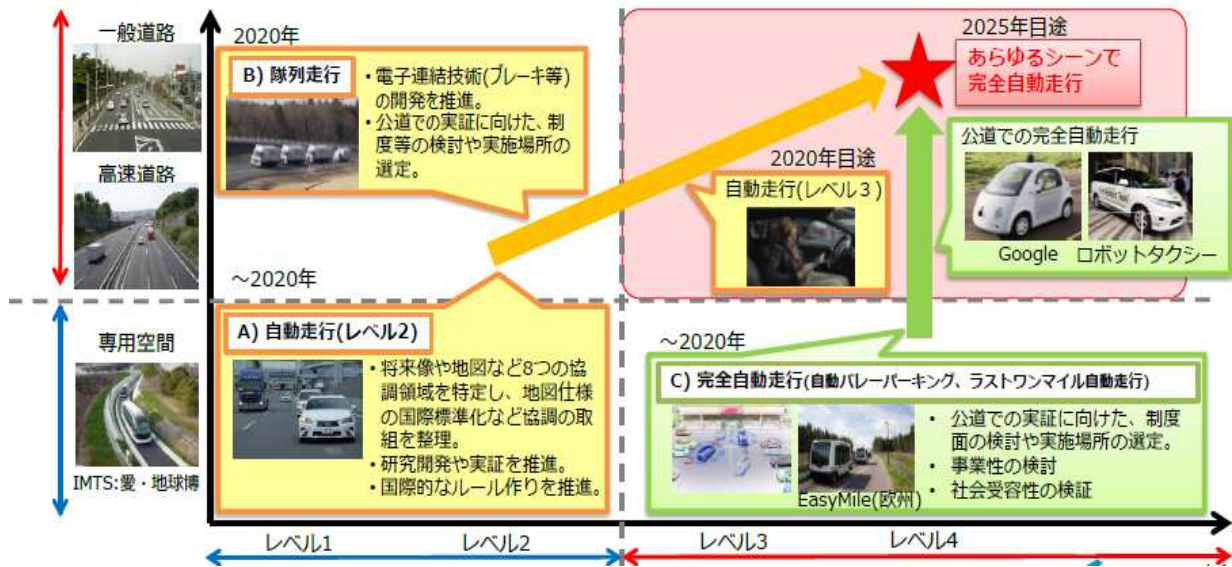 一般道路
高速道路
専用空間
IMTS:愛・地球博
2020年
B) 隊列走行
・電子連結技術(ブレーキ等)
の開発を推進。
・公道での実証に向けた、制
度等の検討や実施場所の
選定。
～2020年
A) 自動走行(レベル2)
・将来像や地図など8つの協
調領域を特定し、地図仕様
の国際標準化など協調の取
組を整理。
・研究開発や実証を推進。
・国際的なルール作りを推進。
2025年目途
あらゆるシーンで
完全自動走行
2020年目途
自動走行(レベル３)
公道での完全自動走行
Google ロボットタクシー
～2020年
C) 完全自動走行(自動バレーパーキング、ラストワンマイル自動走行)
• 公道での実証に向けた、制度
面の検討や実施場所の選定。
• 事業性の検討
• 社会受容性の検証
EasyMile(欧州)
レベル1 レベル2 レベル3 レベル4